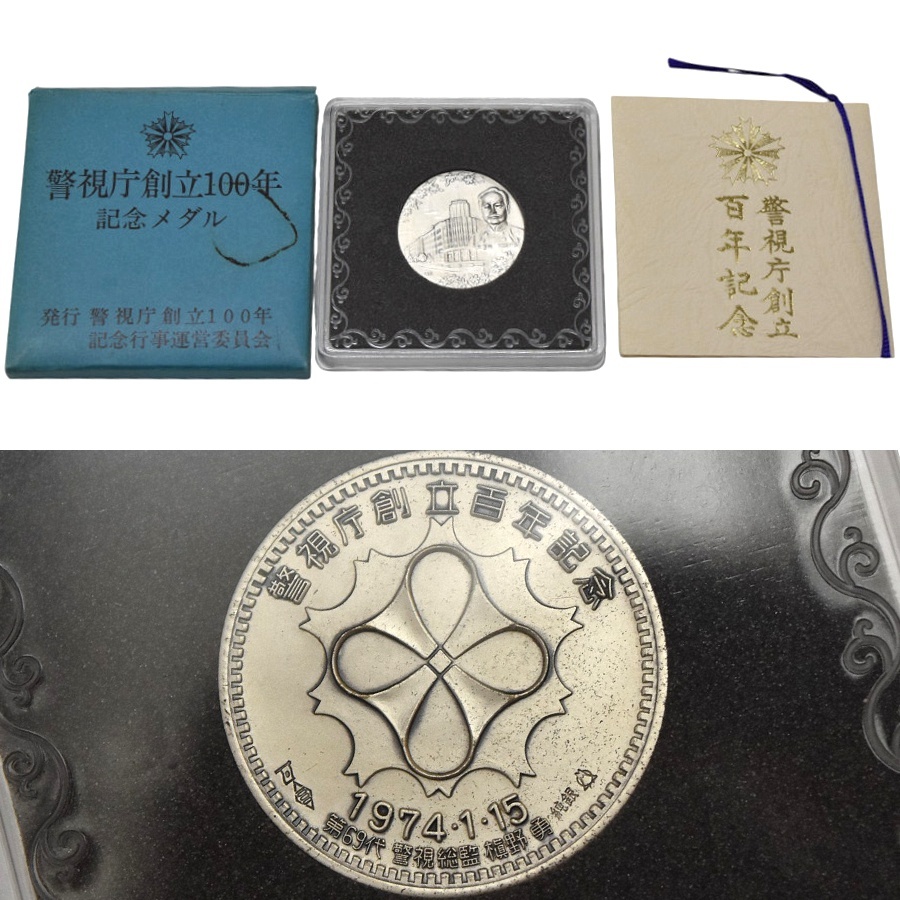 警視庁創立100年
記念メダル
発行 警視庁創立100年
記念行事運営委員会
警視庁創立
百年記念
警視庁創立百年記念
1974・1・15
第69代 警視総監 槇野勇
純銀